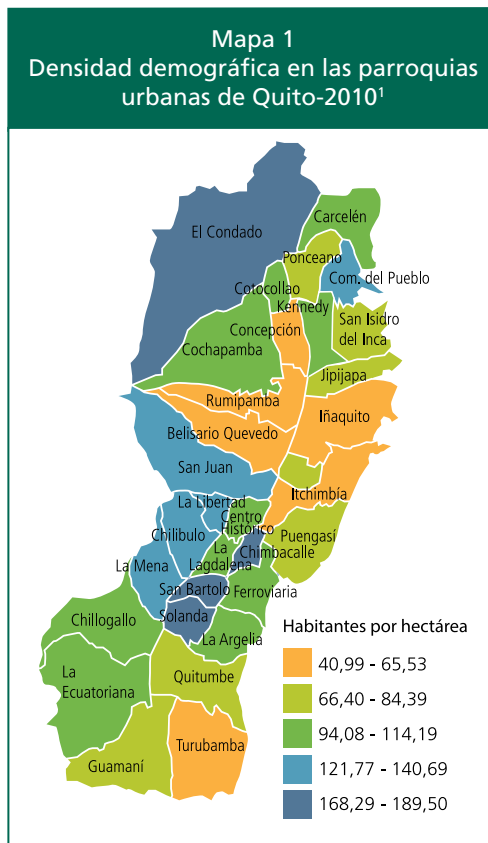 Mapa 1
Densidad demográfica en las parroquias
urbanas de Quito-2010¹
Carcelén
El Condado
Ponceano
Com. del Pueblo
Cotocollao
Kennedy
San Isidro
del Inca
Concepción
Cochapamba
Jipijapa
Rumipamba
Iñaquito
Belisario Quevedo
San Juan
Itchimbía
La Libertad
Centro
Histórico
Chilibulo
Puengasí
La
Lagdalena
Chimbacalle
La Mena
San Bartolo
Ferroviaria
Solanda
Chillogallo
La Argelia
La
Ecuatoriana
Quitumbe
Turubamba
Guamaní
Habitantes por hectárea
40,99 - 65,53
66,40 - 84,39
94,08 - 114,19
121,77 - 140,69
168,29 - 189,50